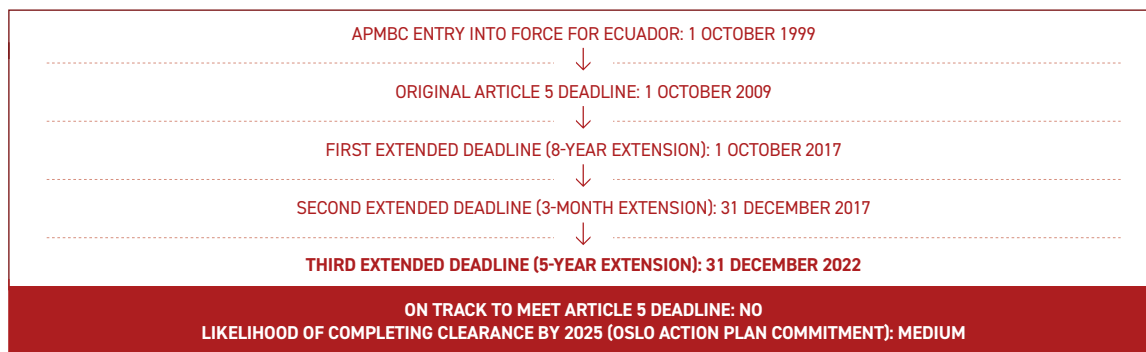 APMBC ENTRY INTO FORCE FOR ECUADOR: 1 OCTOBER 1999
ORIGINAL ARTICLE 5 DEADLINE: 1 OCTOBER 2009
FIRST EXTENDED DEADLINE (8-YEAR EXTENSION): 1 OCTOBER 2017
SECOND EXTENDED DEADLINE (3-MONTH EXTENSION): 31 DECEMBER 2017
THIRD EXTENDED DEADLINE (5-YEAR EXTENSION): 31 DECEMBER 2022
ON TRACK TO MEET ARTICLE 5 DEADLINE: NO
LIKELIHOOD OF COMPLETING CLEARANCE BY 2025 (OSLO ACTION PLAN COMMITMENT): MEDIUM